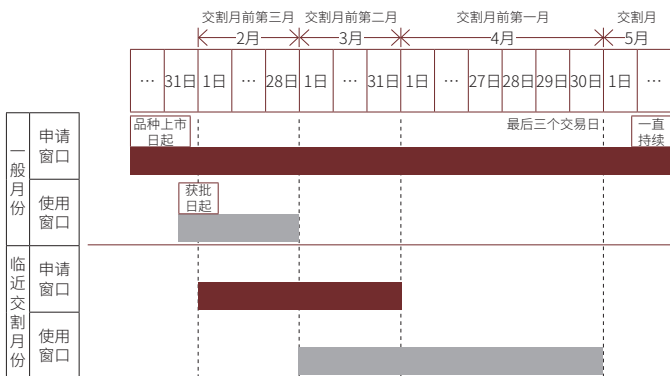 交割月前第三月 交割月前第二月 交割月前第一月 交割月
2月 3月 4月 5月
… 31日 1日 … 28日 1日 … 31日 1日 … 27日 28日 29日 30日 1日 …
一般月份
申请
窗口
品种上市
日起
最后三个交易日
一直
持续
使用
窗口
获批
日起
临近交割月份
申请
窗口
使用
窗口